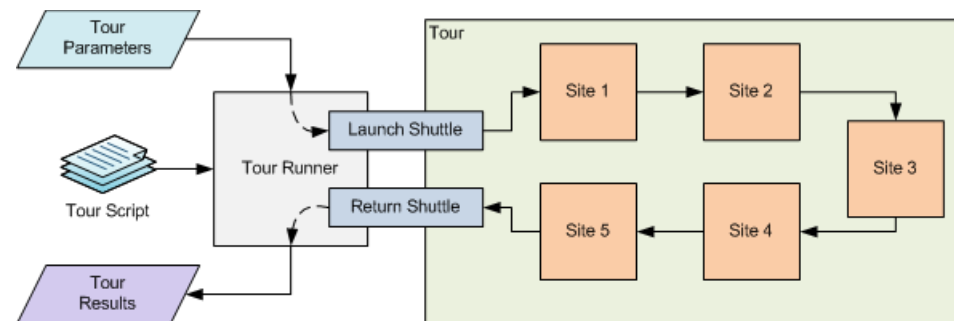 Tour
Parameters
Tour
Site 1
Site 2
Launch Shuttle
Site 3
Tour Runner
Tour Script
Return Shuttle
Site 5
Site 4
Tour
Results